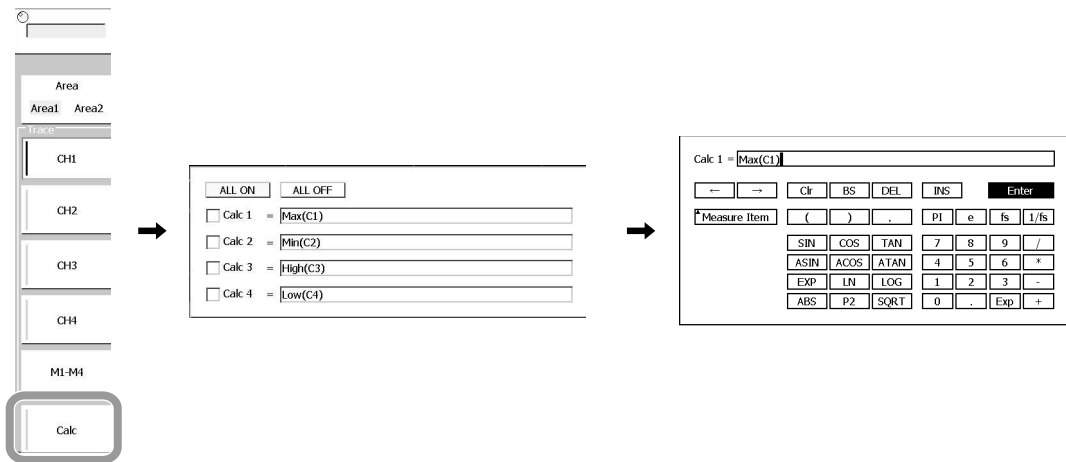 Area
Area1 Area2
Trace
CH1
CH2
CH3
CH4
M1-M4
Calc
ALL ON ALL OFF
Calc 1 = Max(C1)
Calc 2 = Min(C2)
Calc 3 = High(C3)
Calc 4 = Low(C4)
Calc 1 = Max(C1)
← → Clr BS DEL INS Enter
Measure Item ( ) , PI e fs 1/fs
SIN COS TAN 7 8 9 /
ASIN ACOS ATAN 4 5 6 *
EXP LN LOG 1 2 3 -
ABS P2 SQRT 0 . Exp +